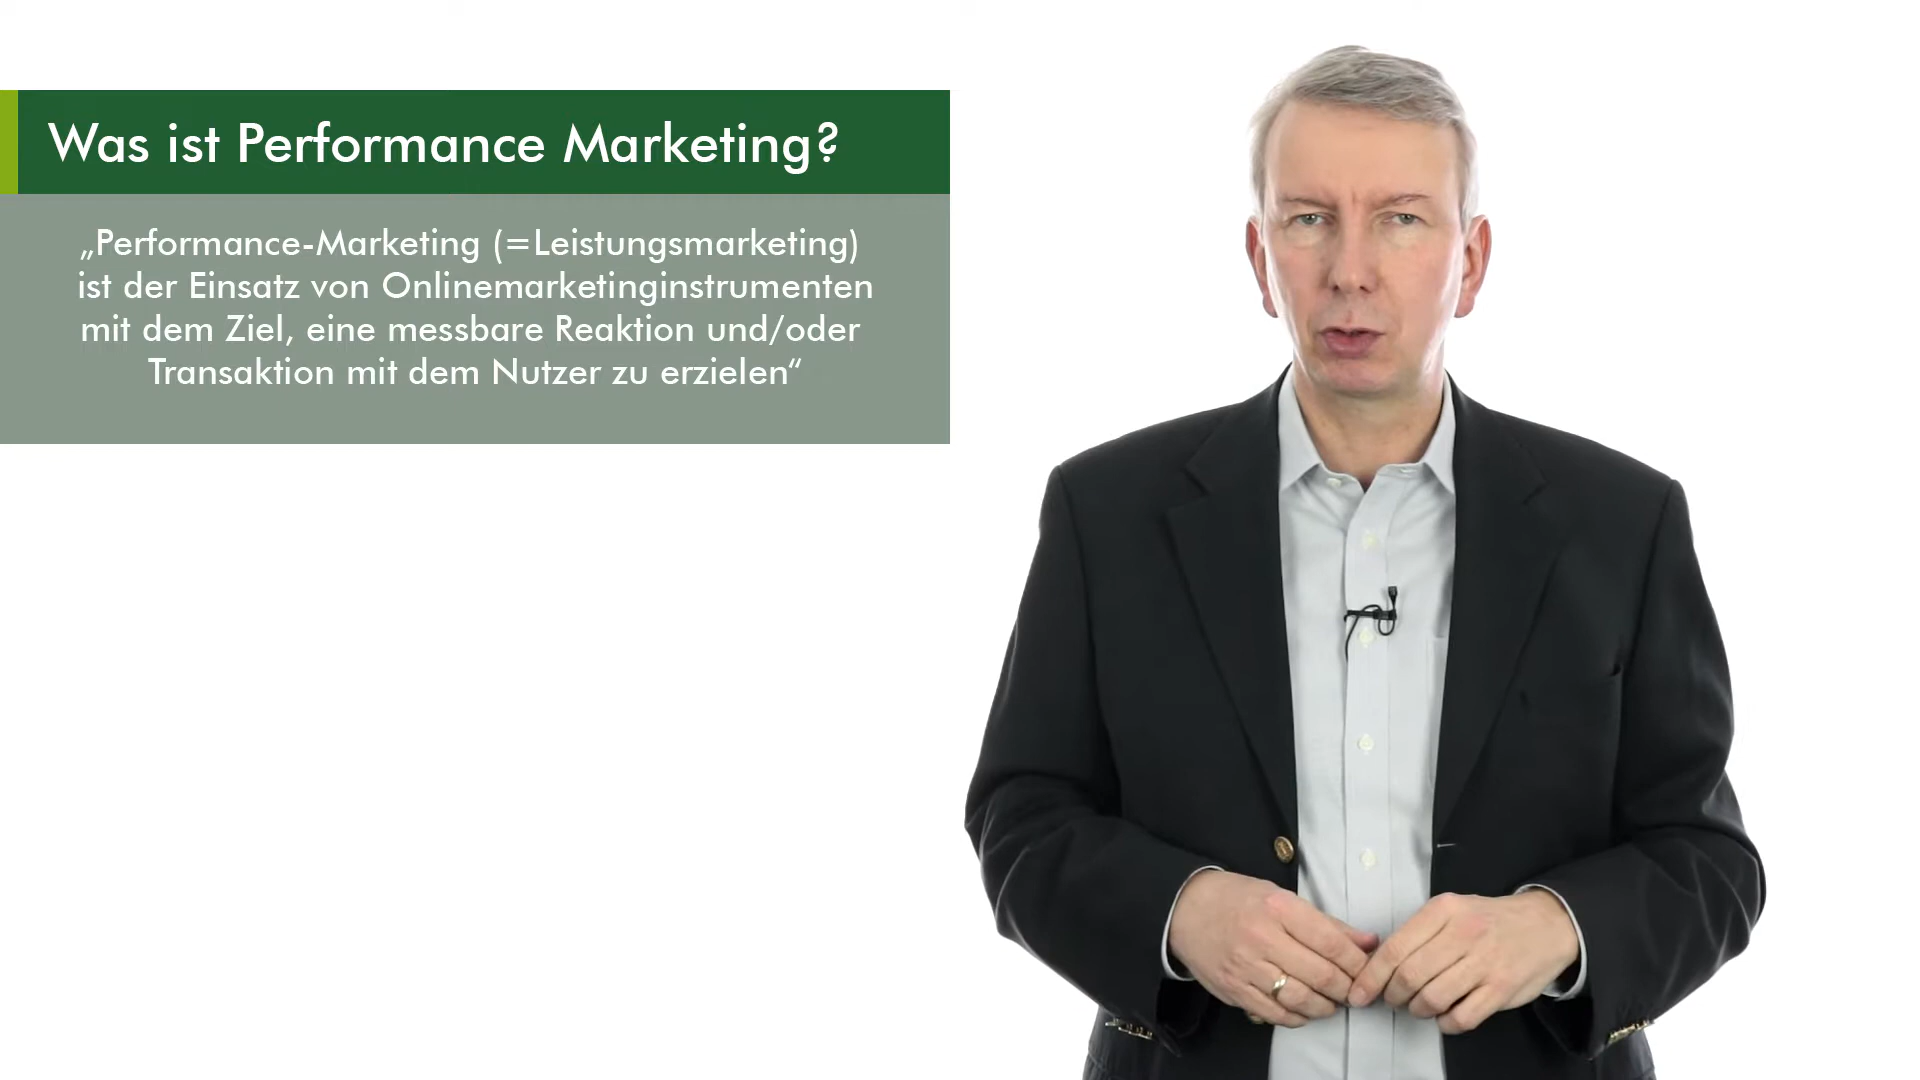 Was ist Performance Marketing?
„Performance-Marketing (=Leistungsmarketing)
ist der Einsatz von Onlinemarketinginstrumenten
mit dem Ziel, eine messbare Reaktion und/oder
Transaktion mit dem Nutzer zu erzielen“